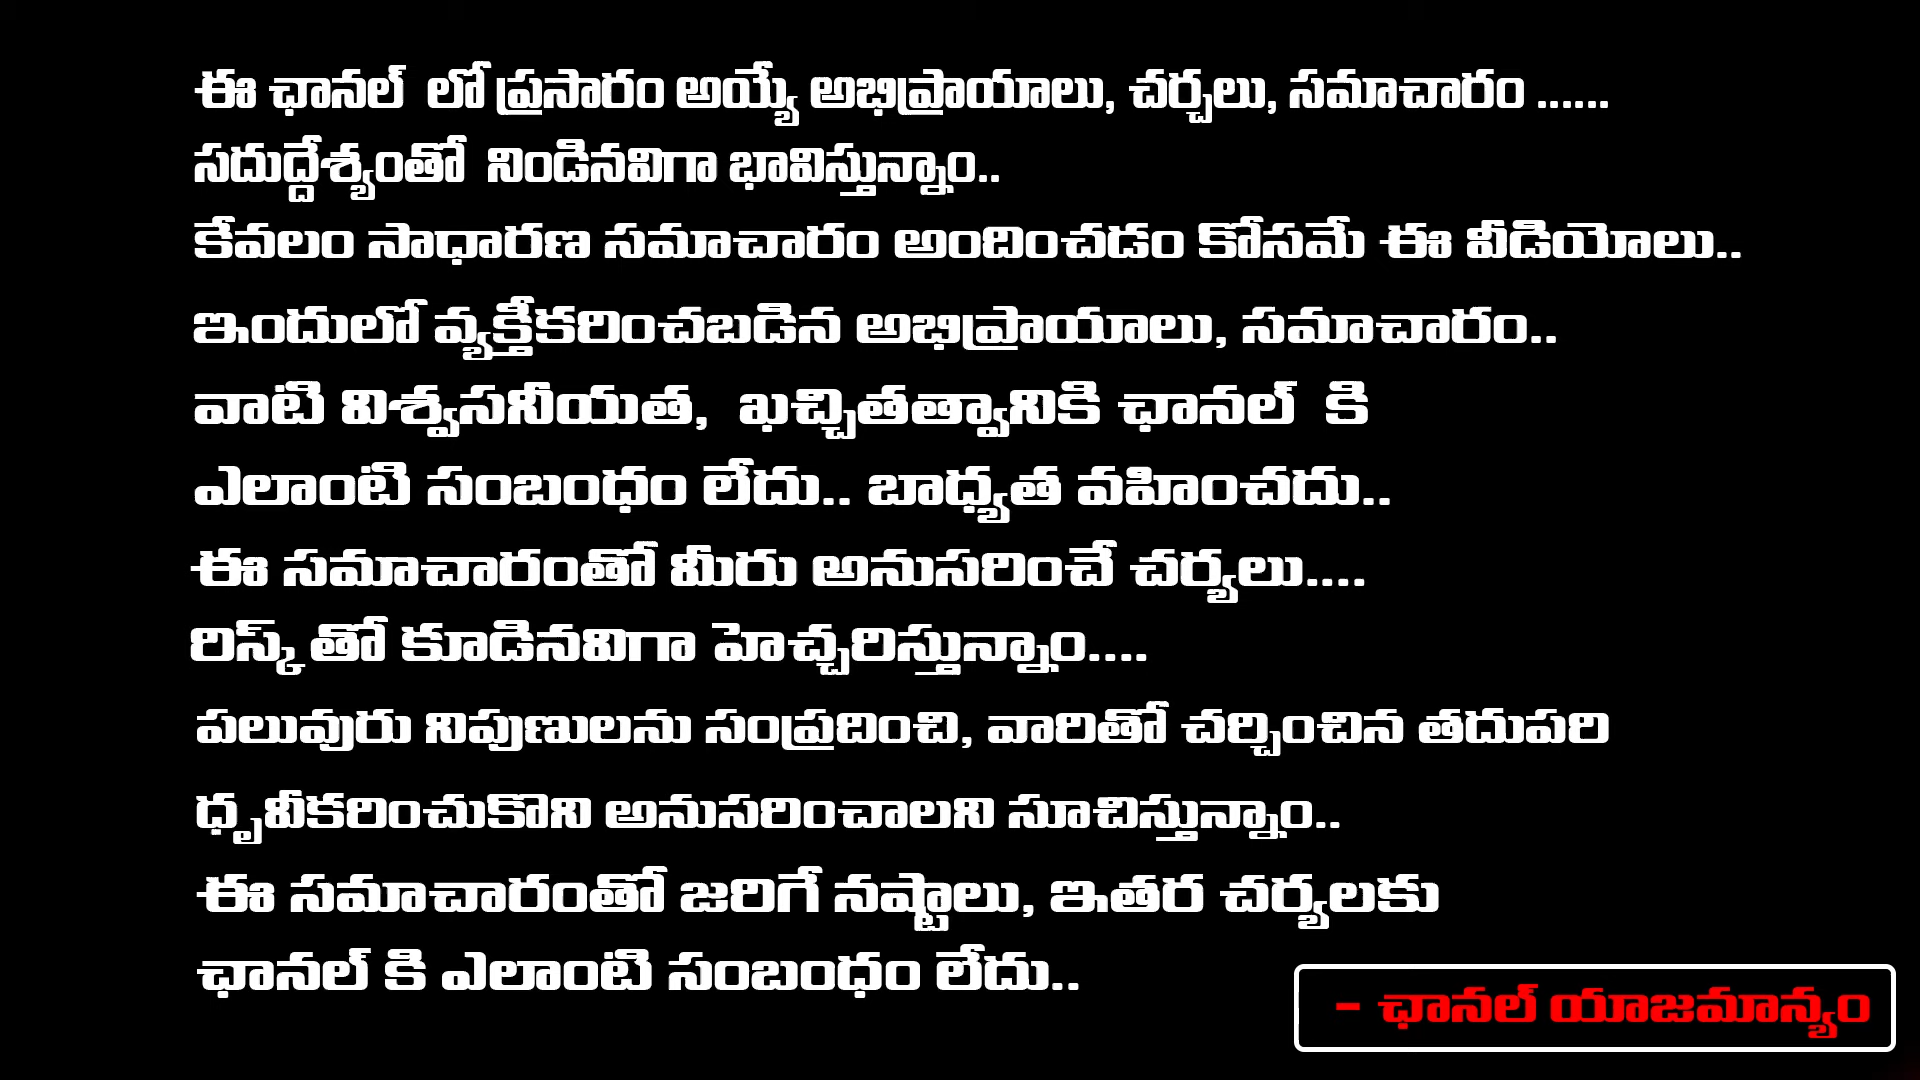 ఈ ఛానల్ లో ప్రసారం అయ్యే అభిప్రాయాలు, చర్చలు, సమాచారం ......
సదుద్దేశ్యంతో నిండినవిగా భావిస్తున్నాం..
కేవలం సాధారణ సమాచారం అందించడం కోసమే ఈ వీడియోలు..
ఇందులో వ్యక్తీకరించబడిన అభిప్రాయాలు, సమాచారం..
వాటి విశ్వసనీయత, ఖచ్చితత్వానికి ఛానల్ కి
ఎలాంటి సంబంధం లేదు.. బాధ్యత వహించదు..
ఈ సమాచారంతో మీరు అనుసరించే చర్యలు....
రిస్క్ తో కూడినవిగా హెచ్చరిస్తున్నాం....
పలువురు నిపుణులను సంప్రదించి, వారితో చర్చించిన తదుపరి
ధృవీకరించుకొని అనుసరించాలని సూచిస్తున్నాం..
ఈ సమాచారంతో జరిగే నష్టాలు, ఇతర చర్యలకు
ఛానల్ కి ఎలాంటి సంబంధం లేదు..
- ఛానల్ యాజమాన్యం